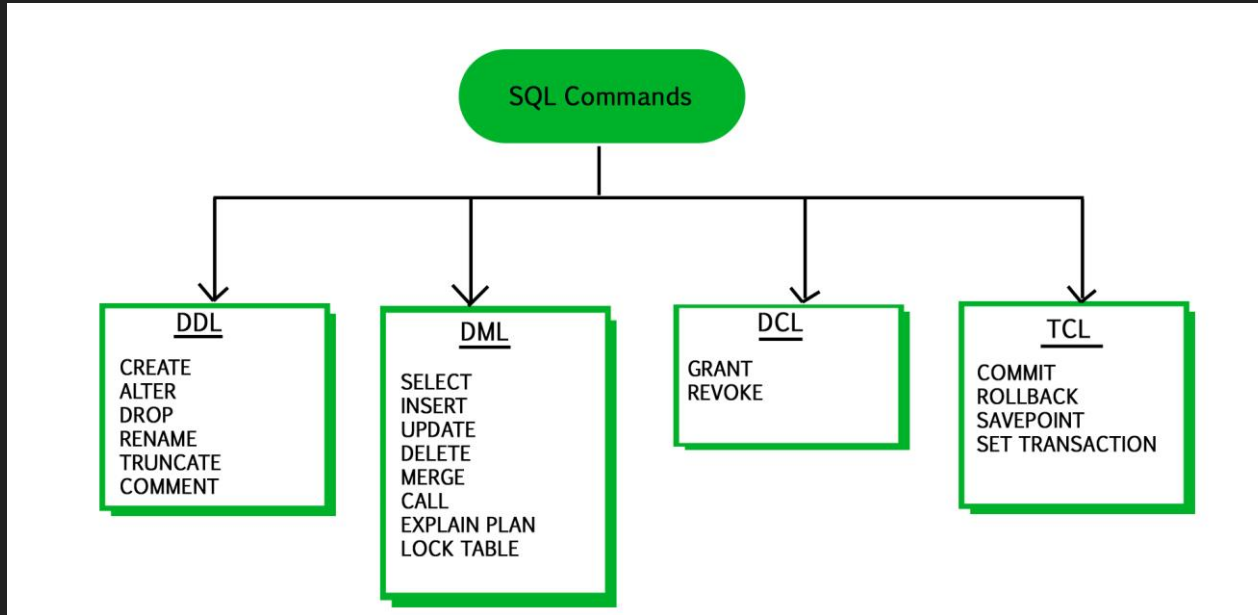 SQL Commands
DDL
CREATE
ALTER
DROP
RENAME
TRUNCATE
COMMENT
DML
SELECT
INSERT
UPDATE
DELETE
MERGE
CALL
EXPLAIN PLAN
LOCK TABLE
DCL
GRANT
REVOKE
TCL
COMMIT
ROLLBACK
SAVEPOINT
SET TRANSACTION